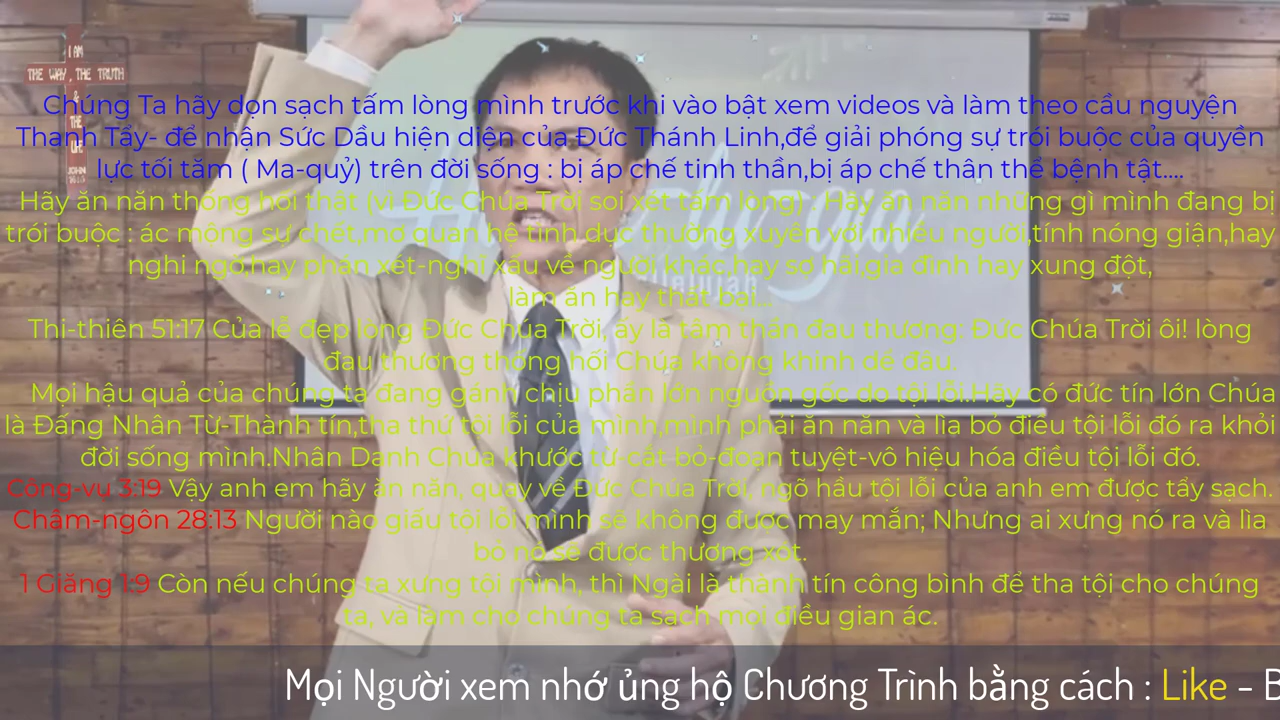 I AM
THE WAY, THE TRUTH
&
THE
LIFE
JOHN
Chúng Ta hãy dọn sạch tấm lòng mình trước khi vào bật xem videos và làm theo cầu nguyện
Thanh Tẩy- để nhận Sức Dầu hiện diện của Đức Thánh Linh,để giải phóng sự trói buộc của quyền
lực tối tăm ( Ma-quỷ) trên đời sống : bị áp chế tinh thần,bị áp chế thân thể bệnh tật....
Hãy ăn năn thống hối thật (vì Đức Chúa Trời soi xét tấm lòng) : Hãy ăn năn những gì mình đang bị
trói buộc : ác mộng sự chết,mơ quan hệ tình dục thường xuyên với nhiều người,tính nóng giận,hay
nghi ngờ,hay phán xét-nghĩ xấu về người khác,hay sợ hãi,gia đình hay xung đột,
làm ăn hay thất bại...
Thi-thiên 51:17 Của lễ đẹp lòng Đức Chúa Trời, ấy là tâm thần đau thương: Đức Chúa Trời ôi! lòng
đau thương thống hối Chúa không khinh dể đâu.
Mọi hậu quả của chúng ta đang gánh chịu phần lớn nguồn gốc do tội lỗi.Hãy có đức tín lớn Chúa
là Đấng Nhân Từ-Thành tín,tha thứ tội lỗi của mình,mình phải ăn năn và lìa bỏ điều tội lỗi đó ra khỏi
đời sống mình.Nhân Danh Chúa khước từ-cắt bỏ-đoạn tuyệt-vô hiệu hóa điều tội lỗi đó.
Công-vụ 3:19 Vậy anh em hãy ăn năn, quay về Đức Chúa Trời, ngõ hầu tội lỗi của anh em được tẩy sạch.
Châm-ngôn 28:13 Người nào giấu tội lỗi mình sẽ không được may mắn; Nhưng ai xưng nó ra và lìa
bỏ nó sẽ được thương xót.
1 Giăng 1:9 Còn nếu chúng ta xưng tội mình, thì Ngài là thành tín công bình để tha tội cho chúng
ta, và làm cho chúng ta sạch mọi điều gian ác.
Mọi Người xem nhớ ủng hộ Chương Trình bằng cách : Like - B